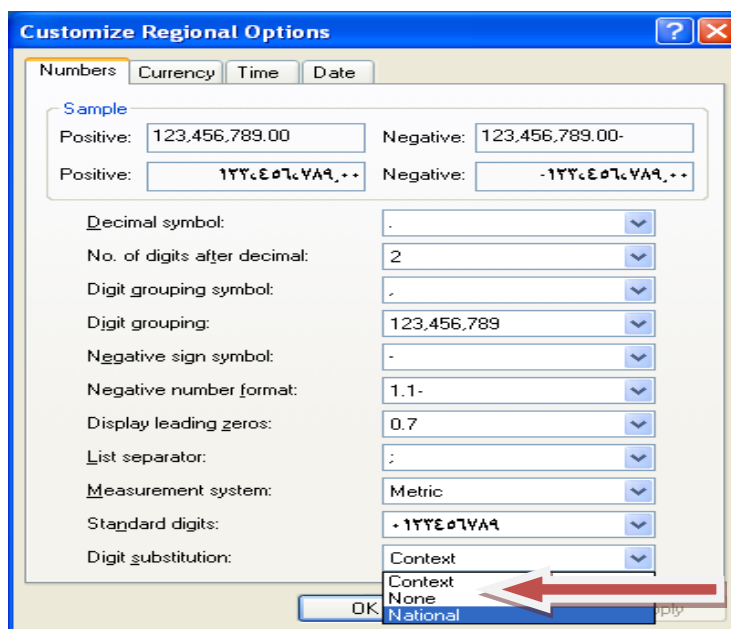 Customize Regional Options
Numbers Currency Time Date
Sample
Positive: 123,456,789.00 Negative: 123,456,789.00-
Positive: ١٢٣،٤٥٦،٧٨٩٫٠٠ Negative: -١٢٣،٤٥٦،٧٨٩٫٠٠
Decimal symbol: .
No. of digits after decimal: 2
Digit grouping symbol: ,
Digit grouping: 123,456,789
Negative sign symbol: -
Negative number format: 1.1-
Display leading zeros: 0.7
List separator: ;
Measurement system: Metric
Standard digits: ٠١٢٣٤٥٦٧٨٩
Digit substitution: Context
Context
None
OK National